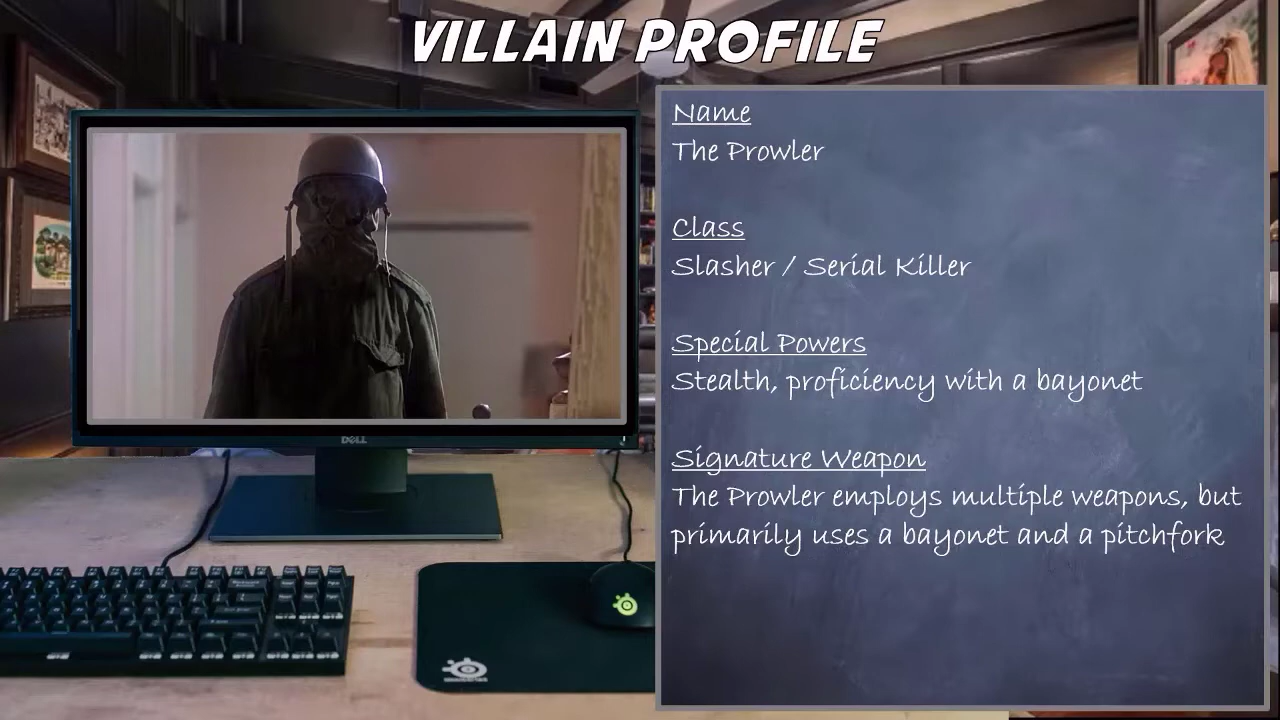 VILLAIN PROFILE
Name
The Prowler
Class
Slasher / Serial Killer
Special Powers
Stealth, proficiency with a bayonet
Signature Weapon
The Prowler employs multiple weapons, but
primarily uses a bayonet and a pitchfork
DELL